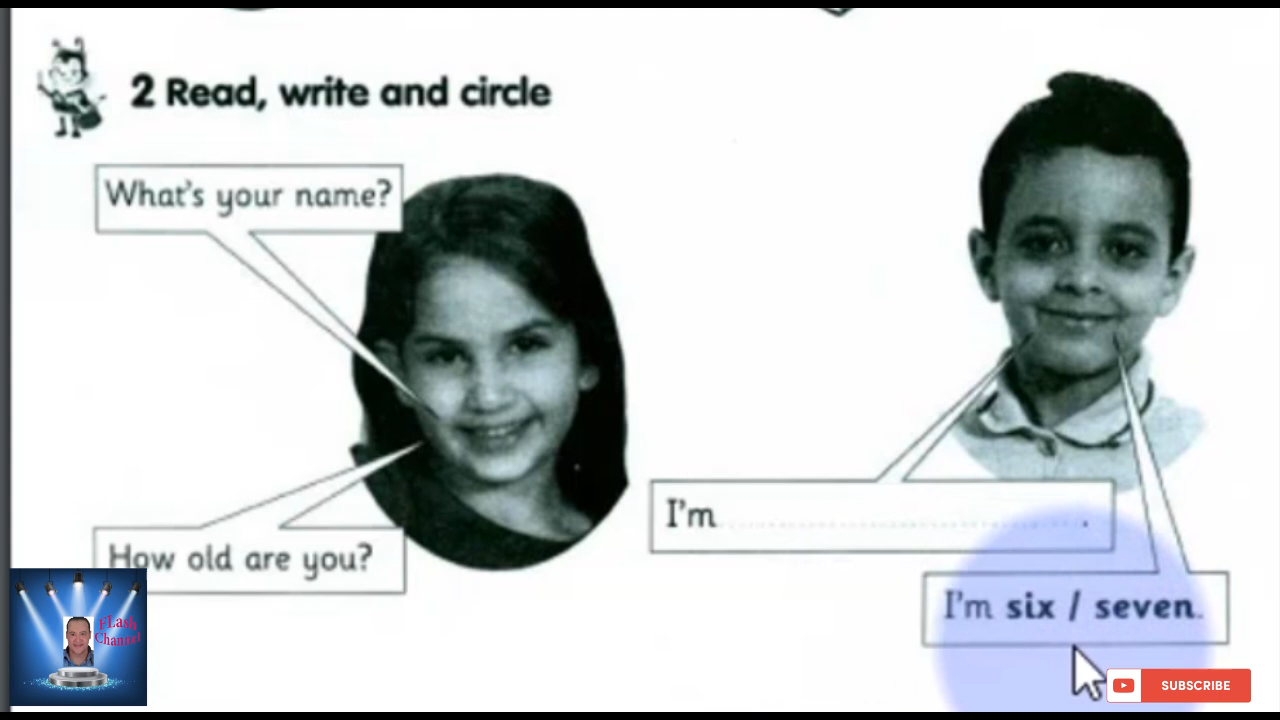 2 Read, write and circle
What's your name?
How old are you?
I'm .
I'm six / seven.
FLash
Channel
SUBSCRIBE